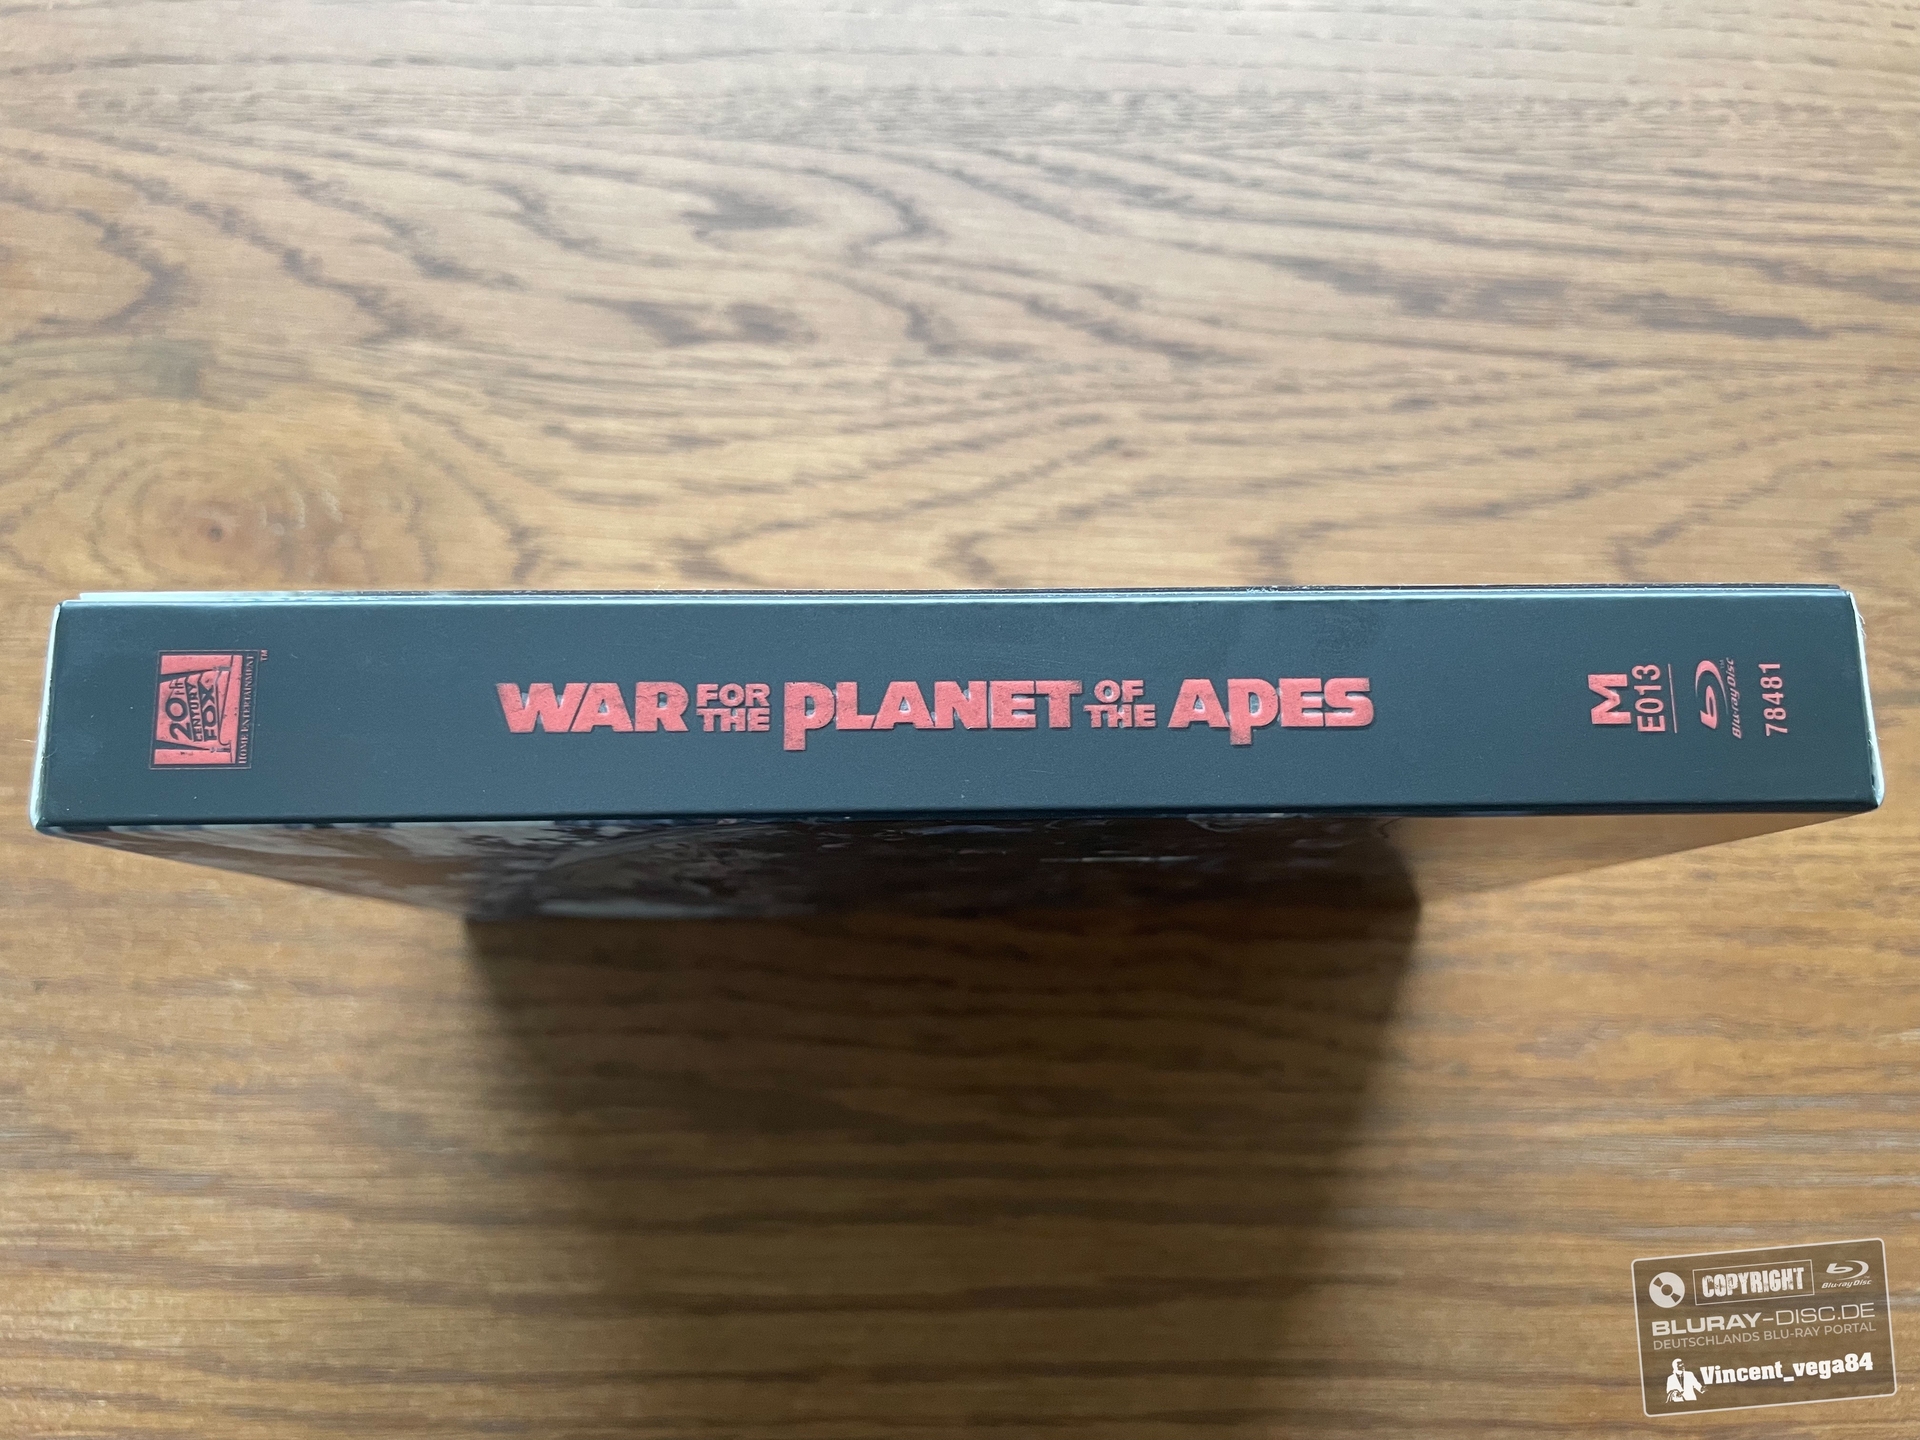 20TH
CENTURY
FOX
HOME ENTERTAINMENT
TM
WAR FOR THE PLANET OF THE APES
M
E013
Blu-ray Disc
TM
78481
COPYRIGHT
Blu-ray Disc
BLURAY-DISC.DE
DEUTSCHLANDS BLU-RAY PORTAL
Vincent_vega84